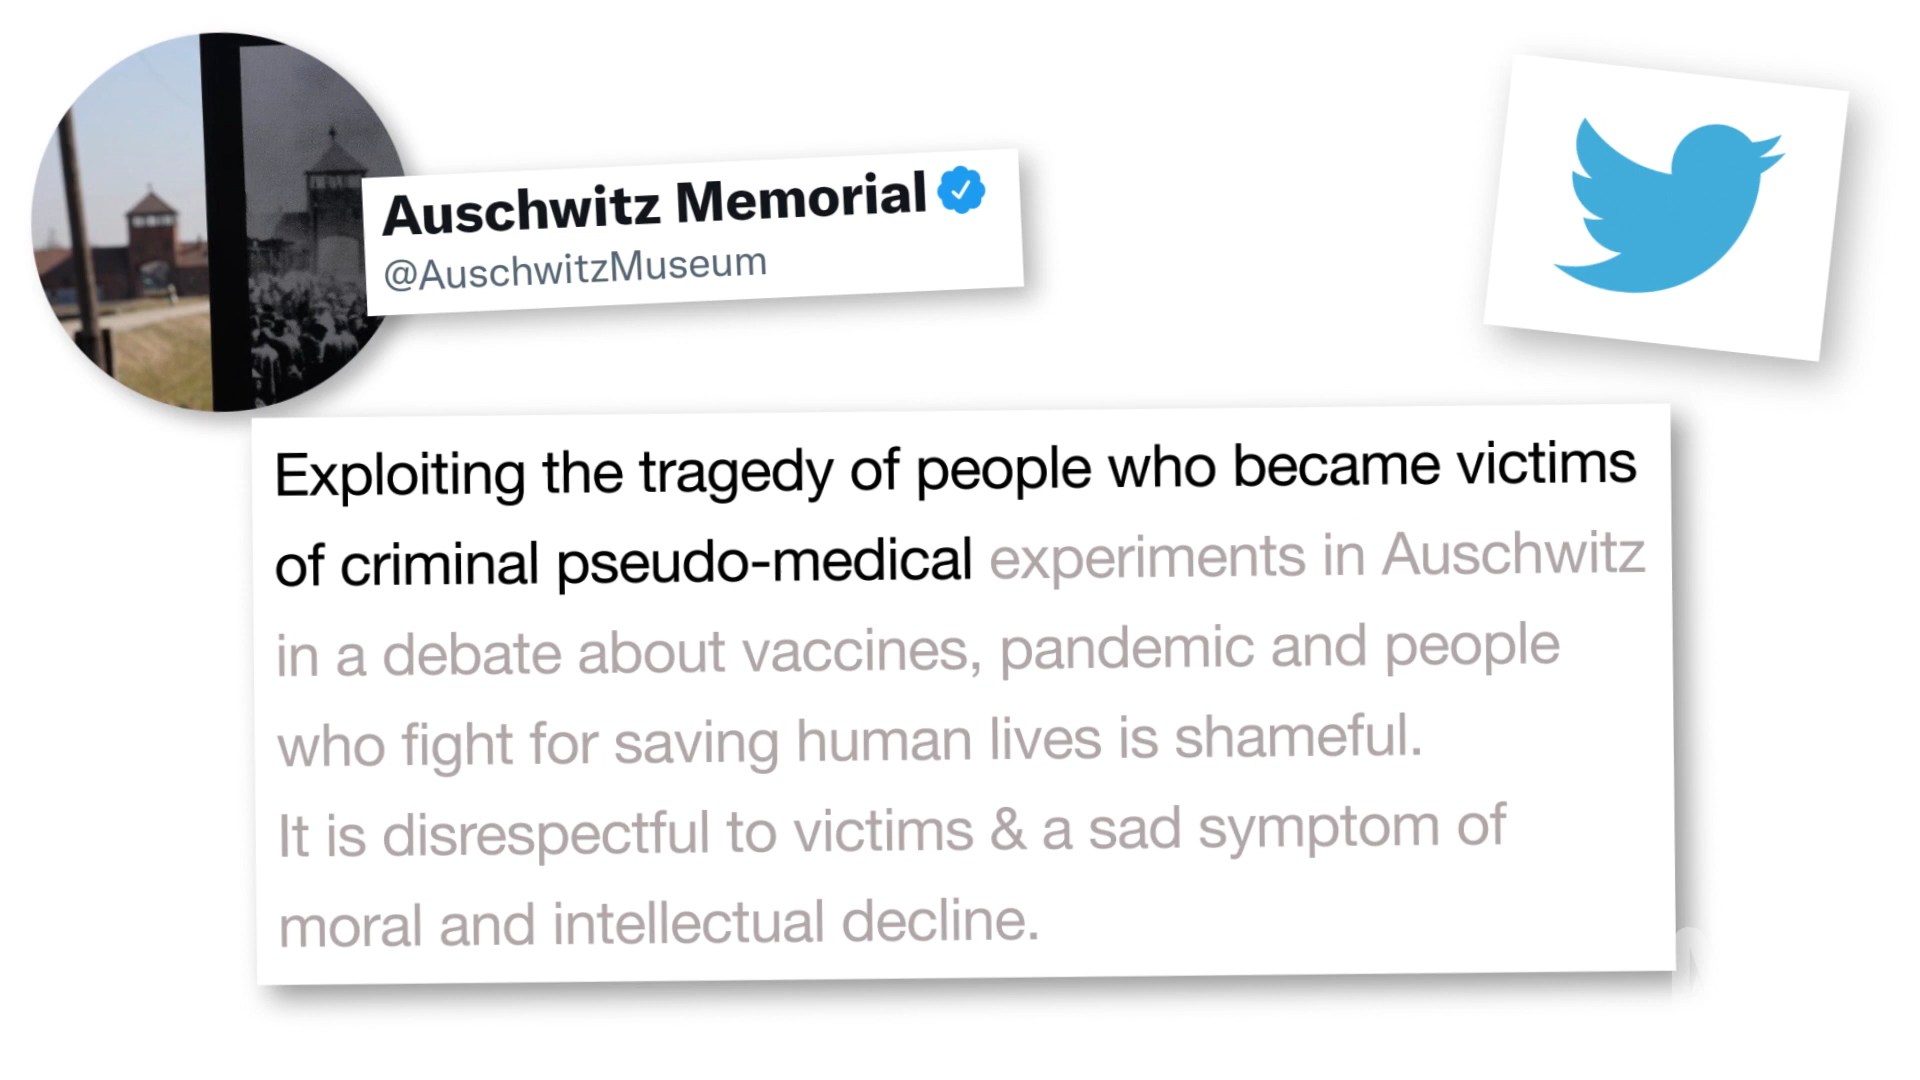 Auschwitz Memorial
@AuschwitzMuseum
Exploiting the tragedy of people who became victims
of criminal pseudo-medical experiments in Auschwitz
in a debate about vaccines, pandemic and people
who fight for saving human lives is shameful.
It is disrespectful to victims & a sad symptom of
moral and intellectual decline.